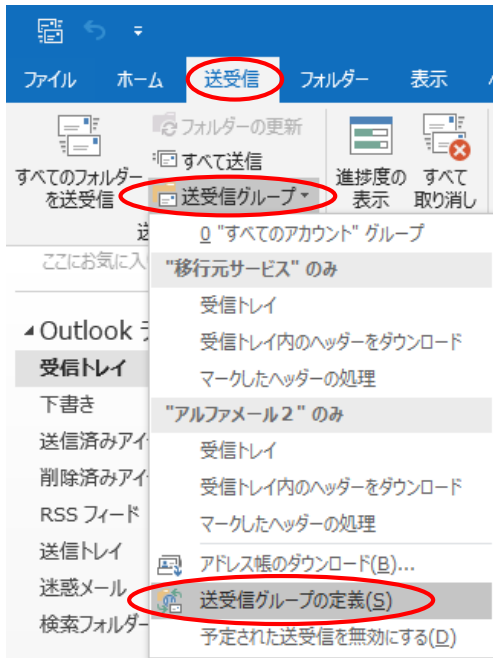 ファイル ホーム 送受信 フォルダー 表示
すべてのフォルダー
を送受信
フォルダーの更新
すべて送信
送受信グループ
進捗度の
表示
すべて
取り消し
送
0 "すべてのアカウント" グループ
"移行元サービス" のみ
受信トレイ
受信トレイ内のヘッダーをダウンロード
マークしたヘッダーの処理
"アルファメール２" のみ
受信トレイ
受信トレイ内のヘッダーをダウンロード
マークしたヘッダーの処理
アドレス帳のダウンロード(B)...
送受信グループの定義(S)
予定された送受信を無効にする(D)
ここにお気に入
Outlook
受信トレイ
下書き
送信済みアイ
削除済みアイ
RSS フィード
送信トレイ
迷惑メール
検索フォルダー